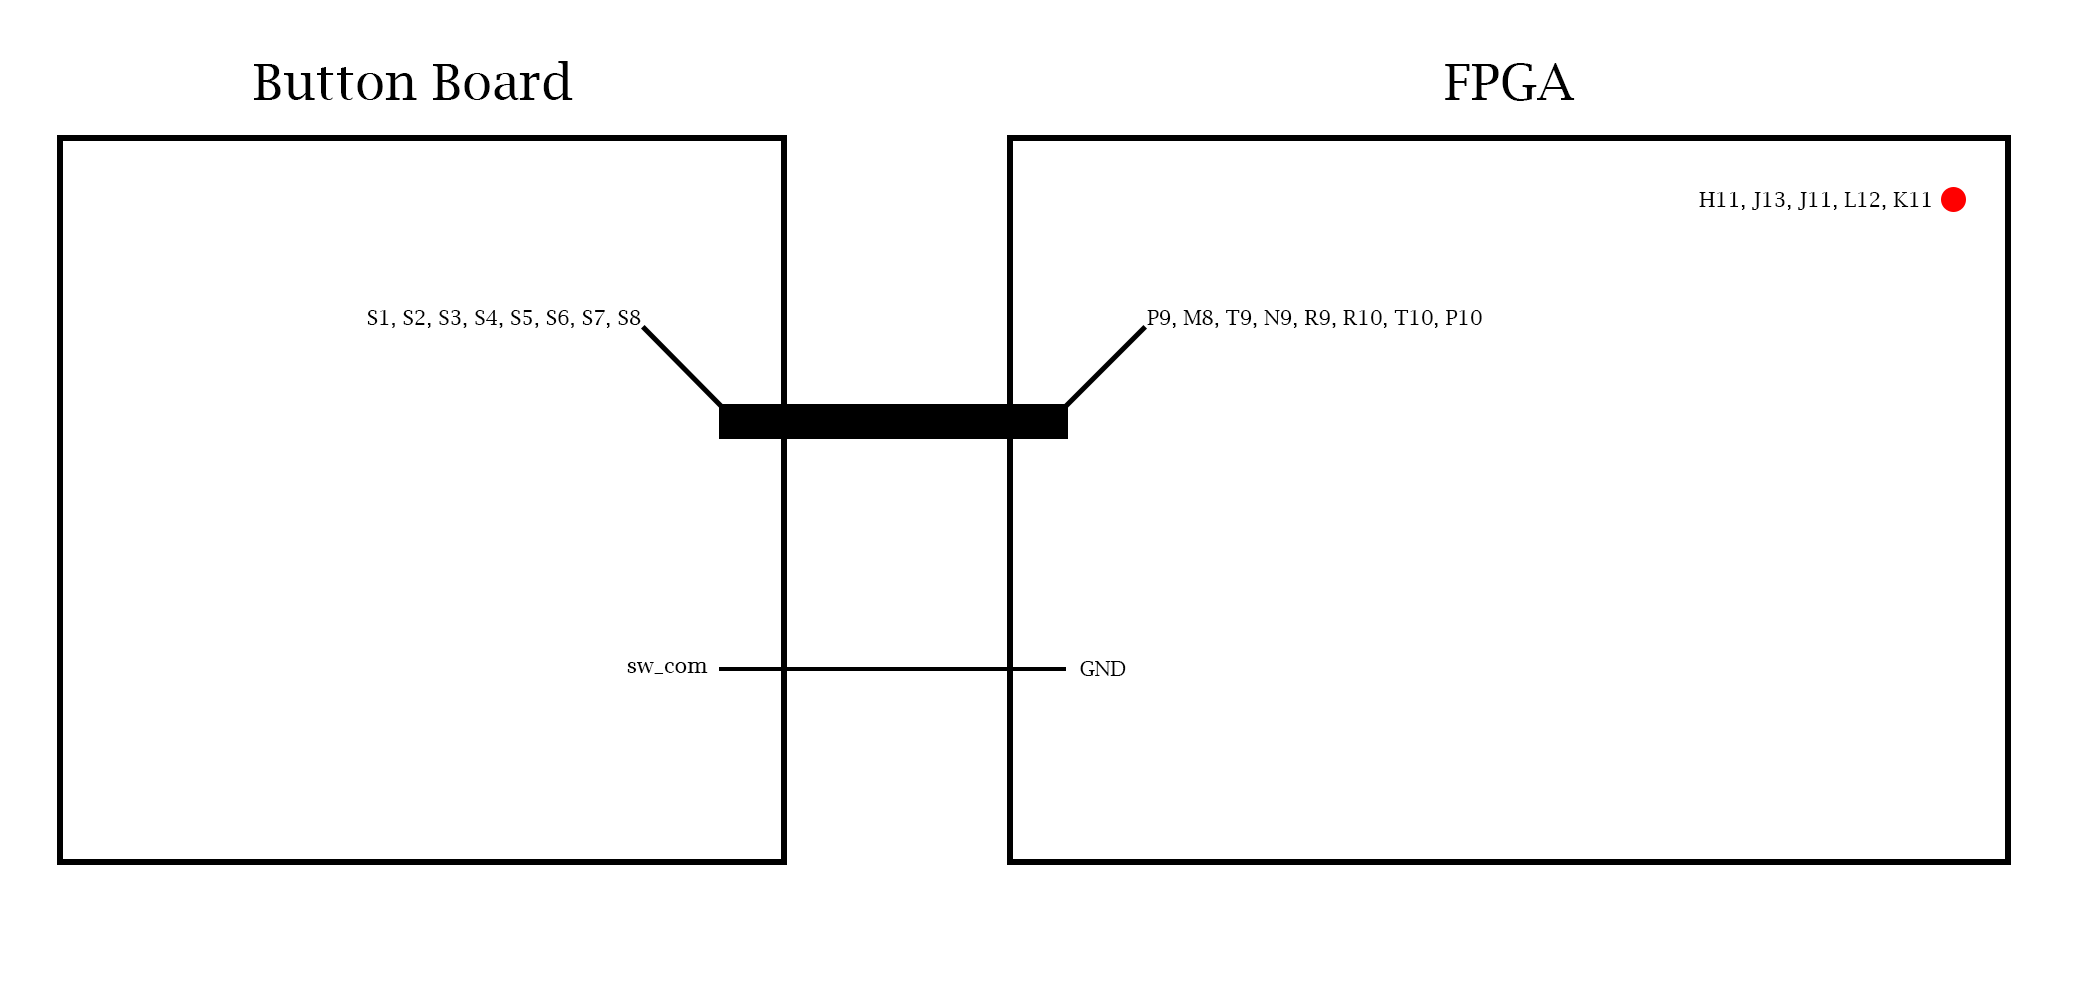 Button Board
FPGA
H11, J13, J11, L12, K11
S1, S2, S3, S4, S5, S6, S7, S8
P9, M8, T9, N9, R9, R10, T10, P10
sw_com
GND